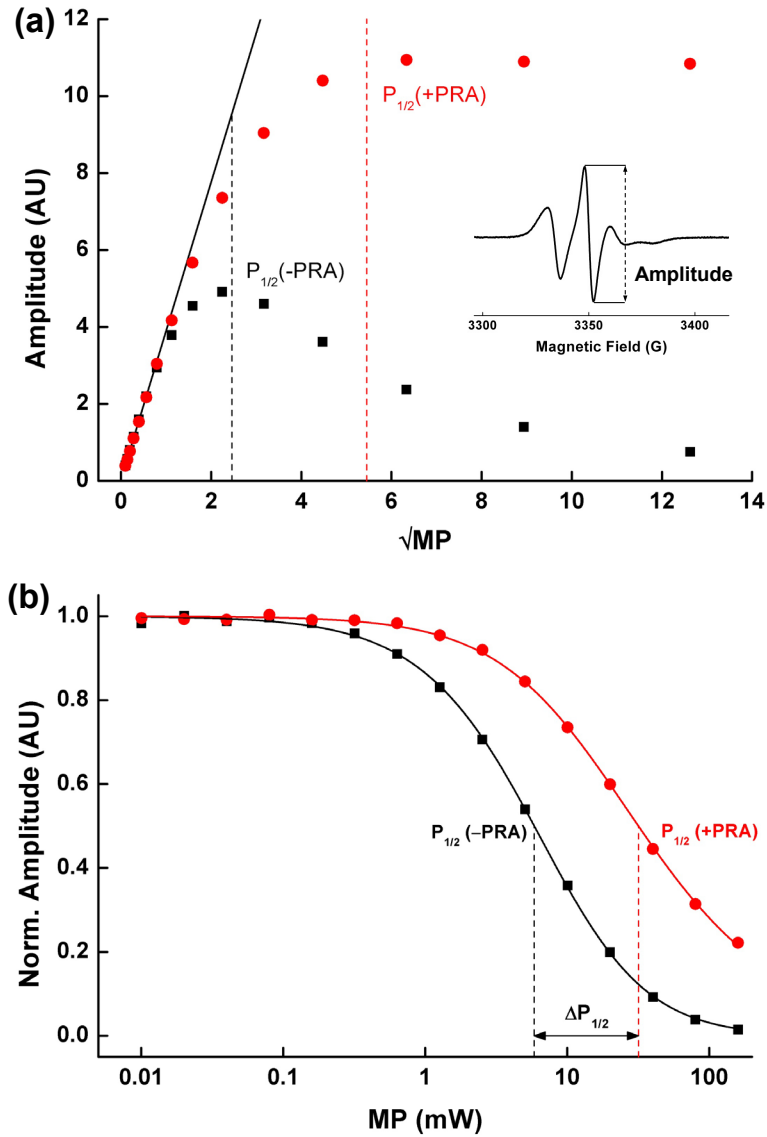 (a)
12
10
8
6
4
2
0
Amplitude (AU)
P1/2(+PRA)
P1/2(-PRA)
Amplitude
3300 3350 3400
Magnetic Field (G)
0 2 4 6 8 10 12 14
√MP
(b)
1.0
0.8
0.6
0.4
0.2
0.0
Norm. Amplitude (AU)
P1/2 (–PRA)
P1/2 (+PRA)
ΔP1/2
0.01 0.1 1 10 100
MP (mW)